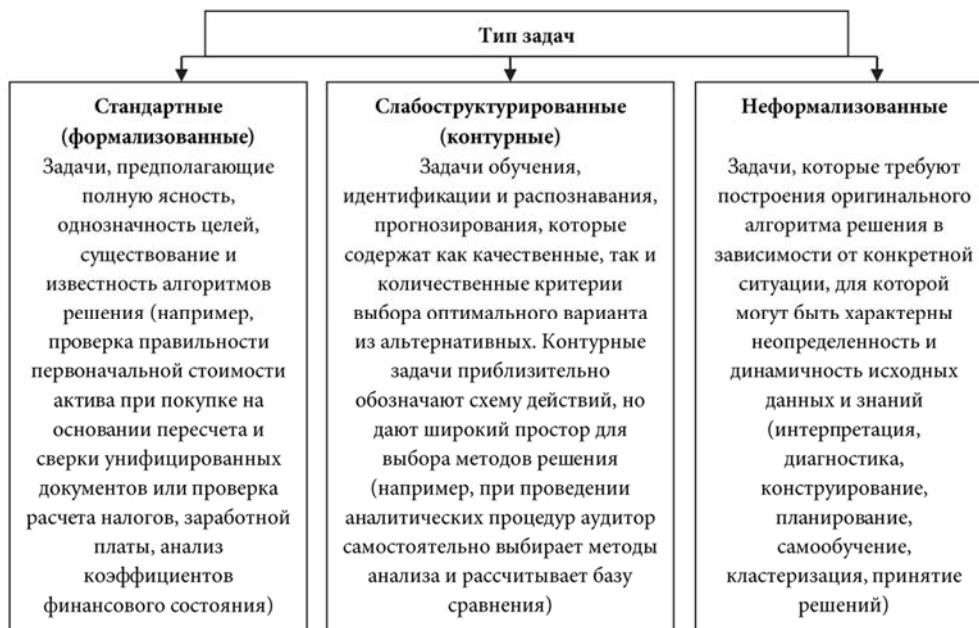 Тип задач
Стандартные
(формализованные)
Задачи, предполагающие
полную ясность,
однозначность целей,
существование и
известность алгоритмов
решения (например,
проверка правильности
первоначальной стоимости
актива при покупке на
основании пересчета и
сверки унифицированных
документов или проверка
расчета налогов, заработной
платы, анализ
коэффициентов
финансового состояния)
Слабоструктурированные
(контурные)
Задачи обучения,
идентификации и распознавания,
прогнозирования, которые
содержат как качественные, так и
количественные критерии
выбора оптимального варианта
из альтернативных. Контурные
задачи приблизительно
обозначают схему действий, но
дают широкий простор для
выбора методов решения
(например, при проведении
аналитических процедур аудитор
самостоятельно выбирает методы
анализа и рассчитывает базу
сравнения)
Неформализованные
Задачи, которые требуют
построения оригинального
алгоритма решения в
зависимости от конкретной
ситуации, для которой
могут быть характерны
неопределенность и
динамичность исходных
данных и знаний
(интерпретация,
диагностика,
конструирование,
планирование,
самообучение,
кластеризация, принятие
решений)